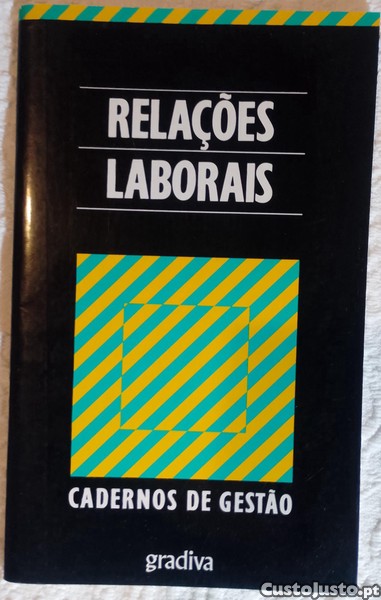 RELAÇÕES
LABORAIS
CADERNOS DE GESTÃO
gradiva
CustoJusto.pt